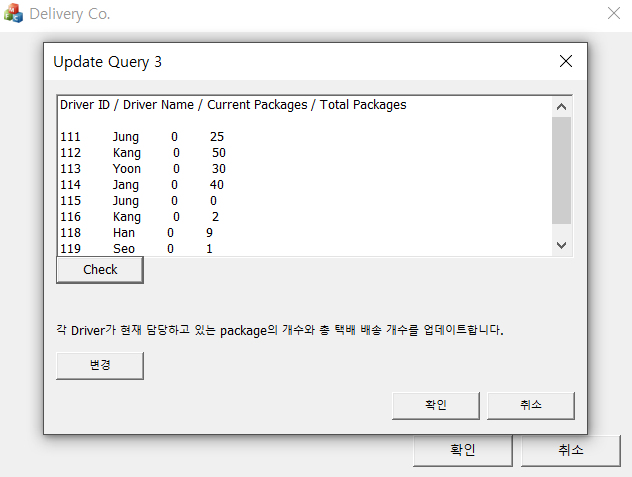 Delivery Co.
Update Query 3
Driver ID / Driver Name / Current Packages / Total Packages
111 Jung 0 25
112 Kang 0 50
113 Yoon 0 30
114 Jang 0 40
115 Jung 0 0
116 Kang 0 2
118 Han 0 9
119 Seo 0 1
Check
각 Driver가 현재 담당하고 있는 package의 개수와 총 택배 배송 개수를 업데이트합니다.
변경
확인 취소
확인 취소